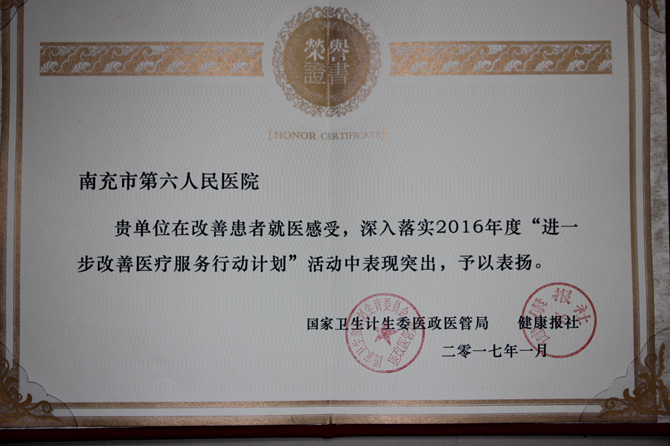 榮譽
證書
[HONOR CERTIFICATE]
南充市第六人民医院
贵单位在改善患者就医感受，深入落实2016年度“进一
步改善医疗服务行动计划”活动中表现突出，予以表扬。
国家卫生计生委医政医管局 健康报社
二〇一七年一月